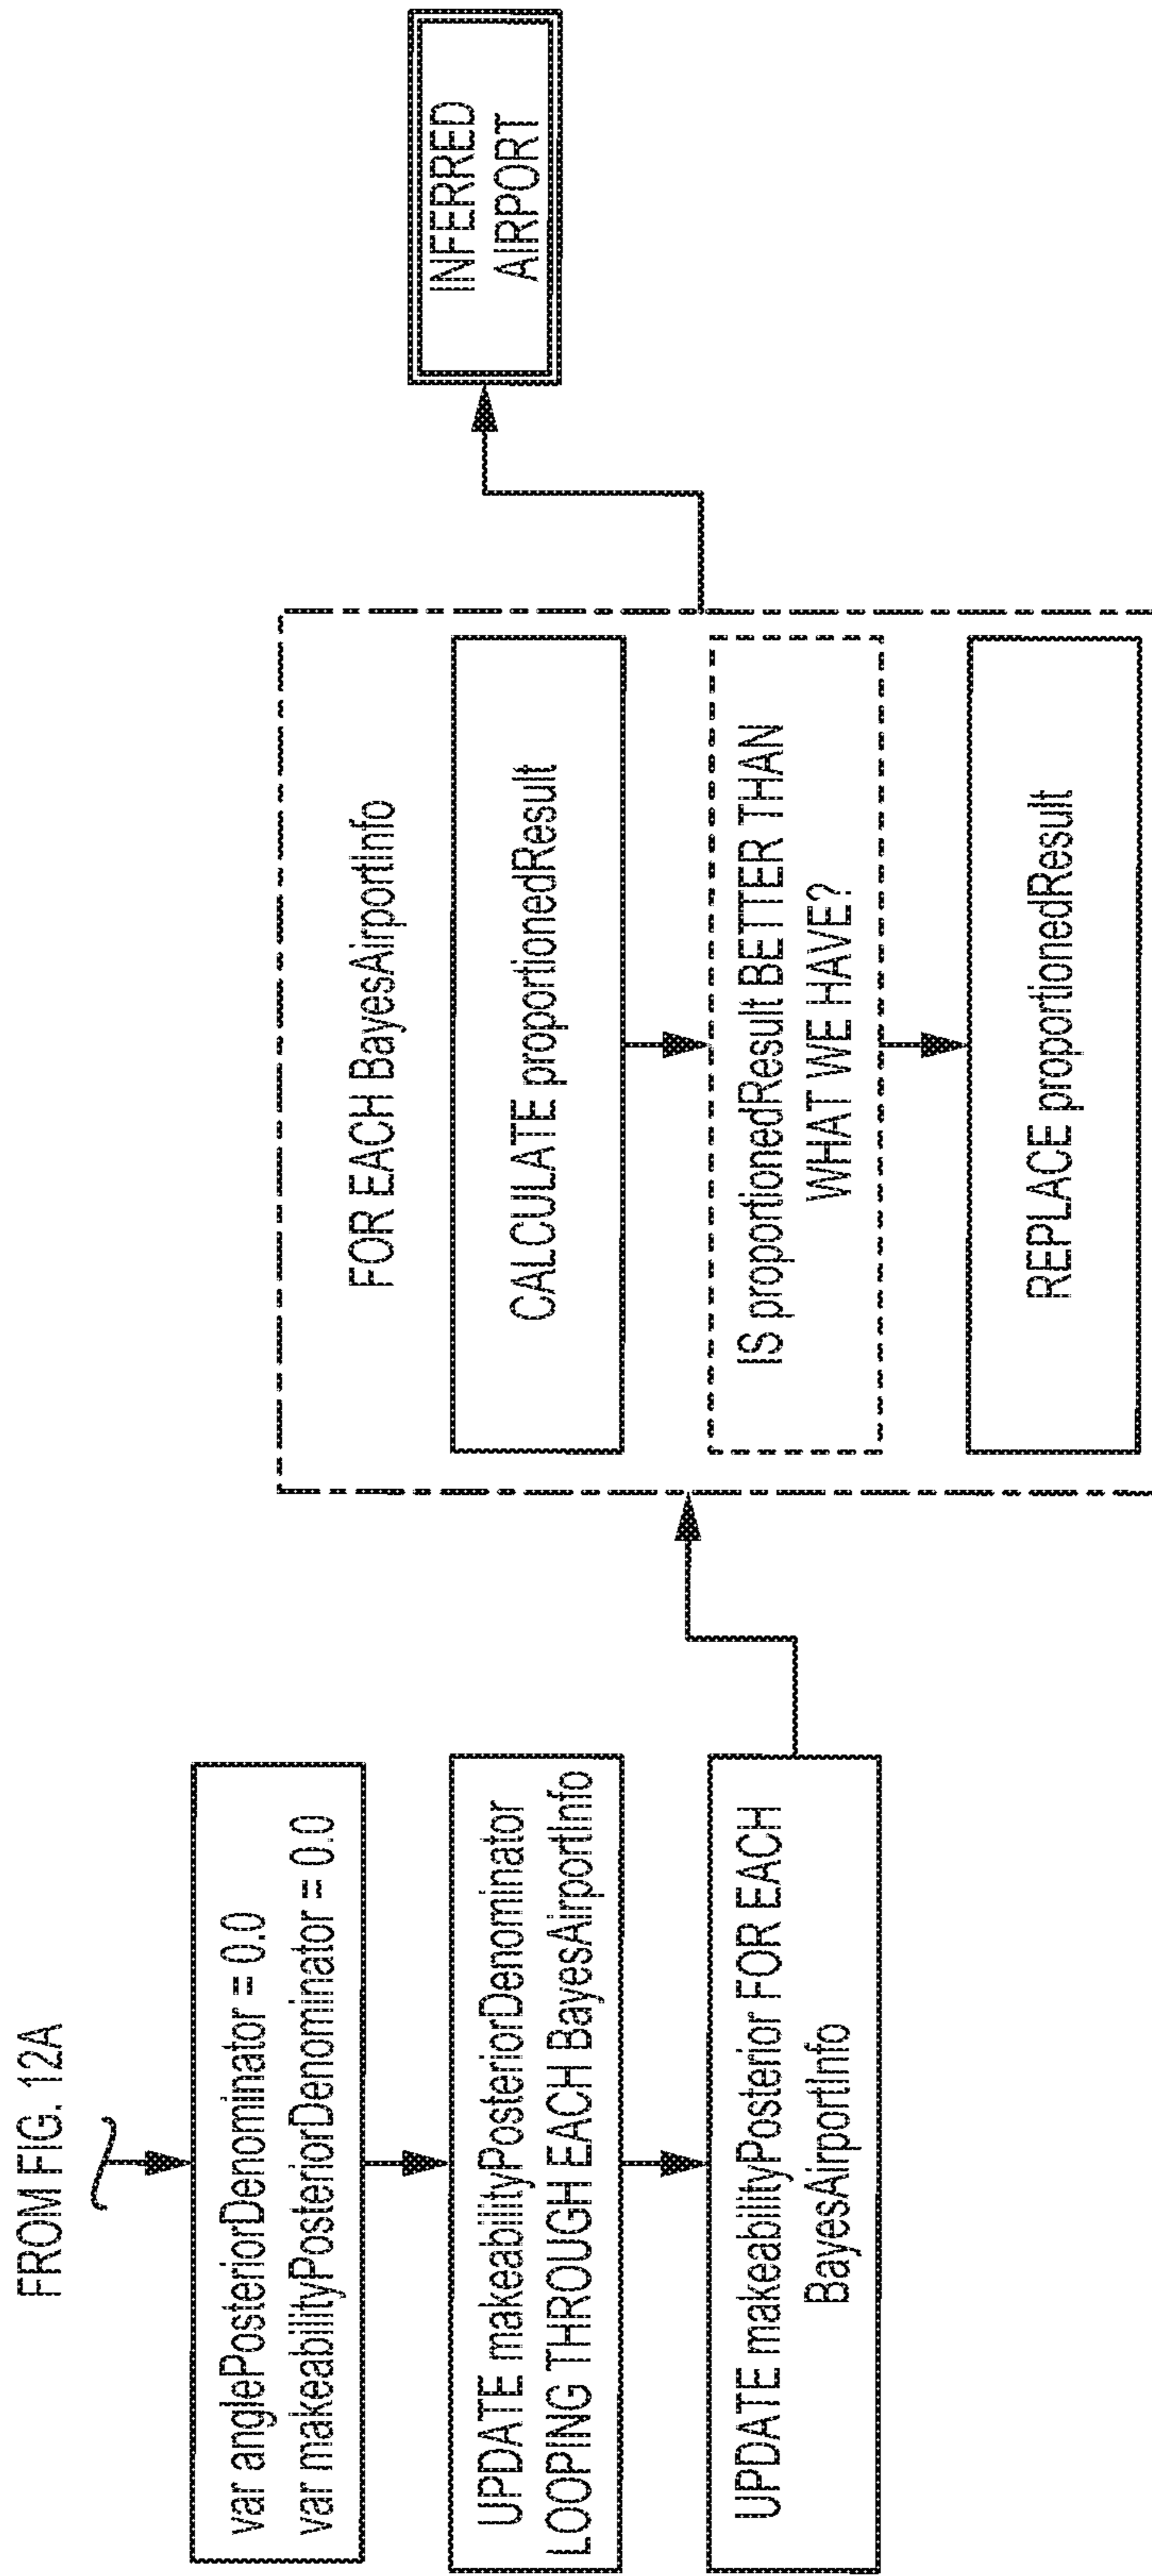 FROM FIG. 12A
var anglePosteriorDenominator = 0.0
var makeabilityPosteriorDenominator = 0.0
UPDATE makeabilityPosteriorDenominator
LOOPING THROUGH EACH BayesAirportInfo
UPDATE makeabilityPosterior FOR EACH
BayesAirportInfo
FOR EACH BayesAirportInfo
CALCULATE proportionedResult
IS proportionedResult BETTER THAN
WHAT WE HAVE?
REPLACE proportionedResult
INFERRED
AIRPORT